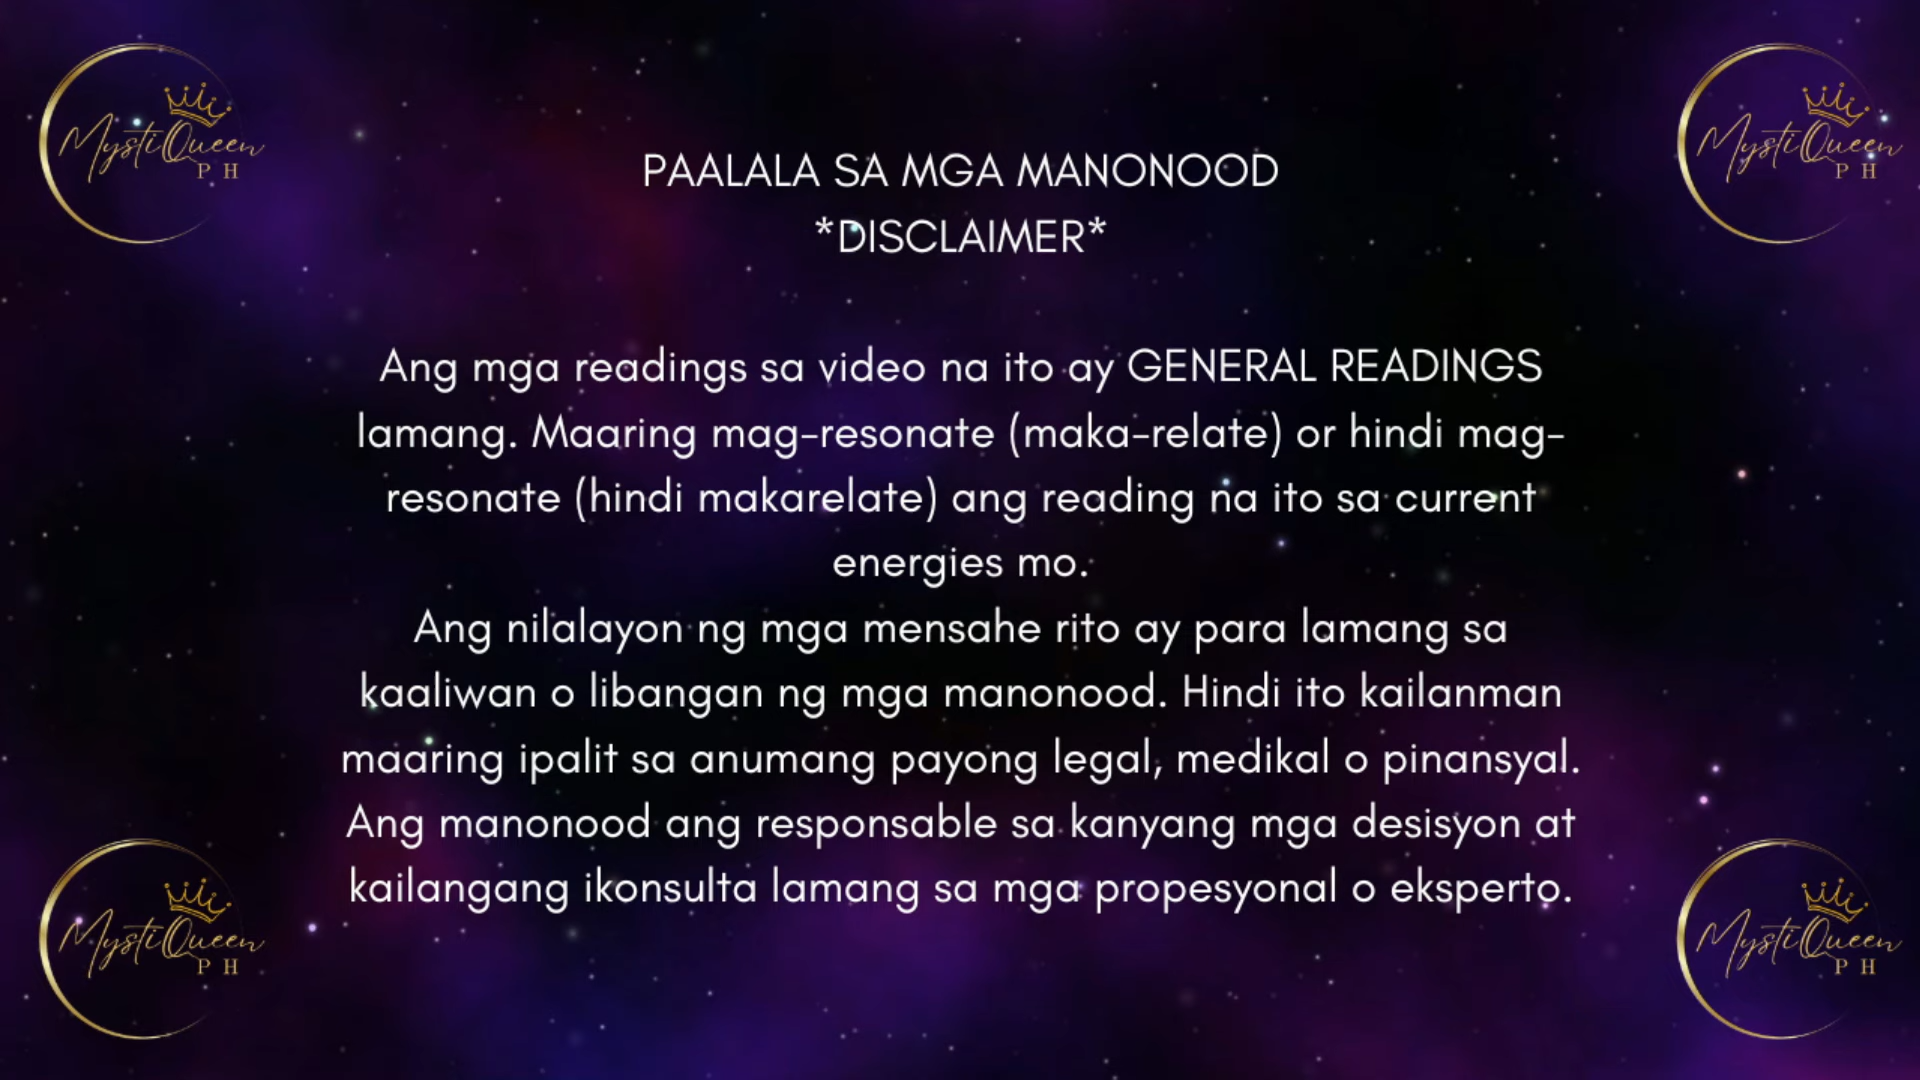 MystiQueen
PH
MystiQueen
PH
PAALALA SA MGA MANONOOD
*DISCLAIMER*
Ang mga readings sa video na ito ay GENERAL READINGS
lamang. Maaring mag-resonate (maka-relate) or hindi mag-
resonate (hindi makarelate) ang reading na ito sa current
energies mo.
Ang nilalayon ng mga mensahe rito ay para lamang sa
kaaliwan o libangan ng mga manonood. Hindi ito kailanman
maaring ipalit sa anumang payong legal, medikal o pinansyal.
Ang manonood ang responsable sa kanyang mga desisyon at
kailangang ikonsulta lamang sa mga propesyonal o eksperto.
MystiQueen
PH
MystiQueen
PH